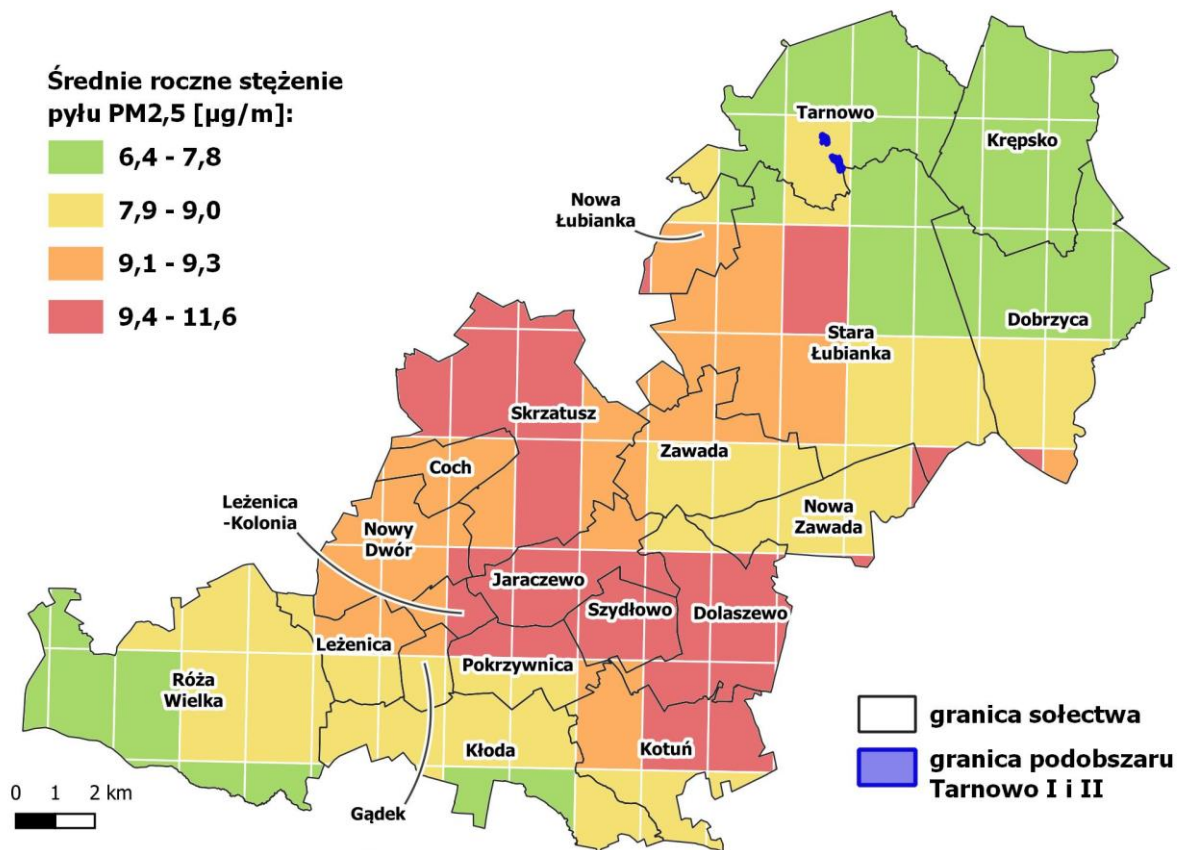 Średnie roczne stężenie
pyłu PM2,5 [µg/m]:
6,4 - 7,8
7,9 - 9,0
9,1 - 9,3
9,4 - 11,6
Tarnowo
Krępsko
Nowa
Łubianka
Dobrzyca
Stara
Łubianka
Skrzatusz
Zawada
Coch
Leżenica
-Kolonia
Nowy
Dwór
Nowa
Zawada
Jaraczewo
Szydłowo
Dolaszewo
Leżenica
Pokrzywnica
Róża
Wielka
Kłoda
Kotuń
Gądek
granica sołectwa
granica podobszaru
Tarnowo I i II
0 1 2 km